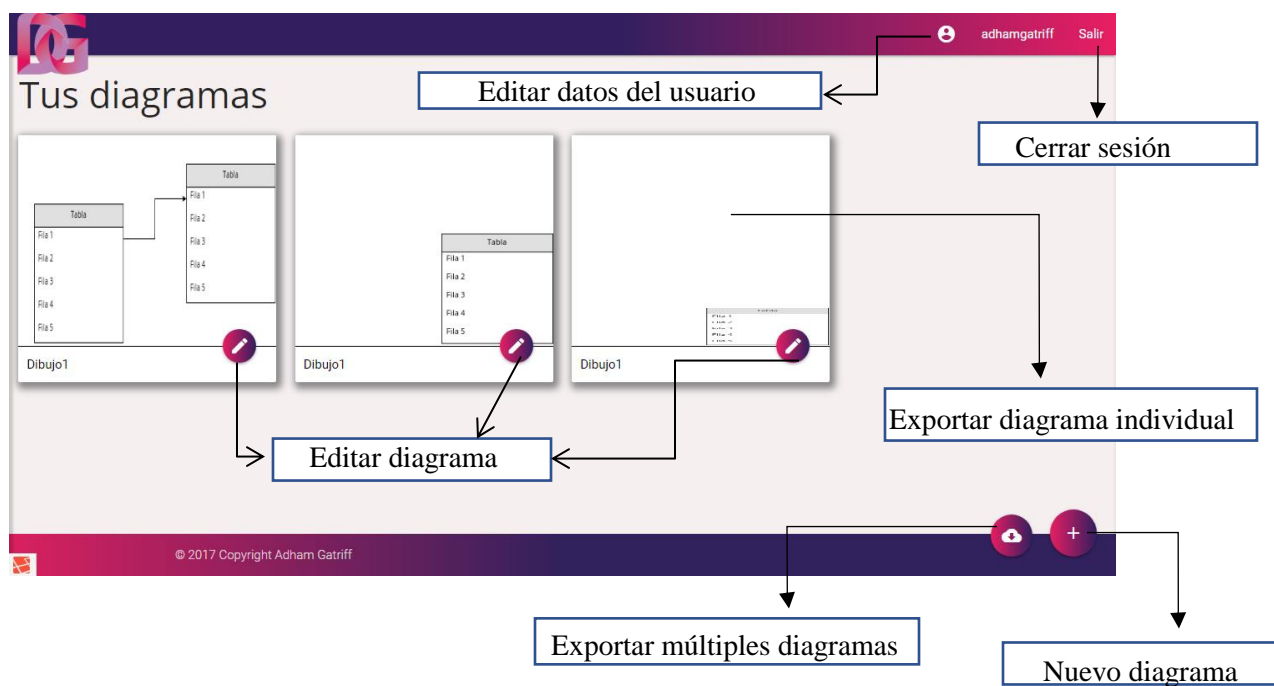 DG
adhamgatriff
Salir
Tus diagramas
Editar datos del usuario
Cerrar sesión
Tabla
Fila 1
Fila 2
Fila 3
Fila 4
Fila 5
Tabla
Fila 1
Fila 2
Fila 3
Fila 4
Fila 5
Dibujo1
Tabla
Fila 1
Fila 2
Fila 3
Fila 4
Fila 5
Dibujo1
Dibujo1
Exportar diagrama individual
Editar diagrama
© 2017 Copyright Adham Gatriff
Exportar múltiples diagramas
Nuevo diagrama